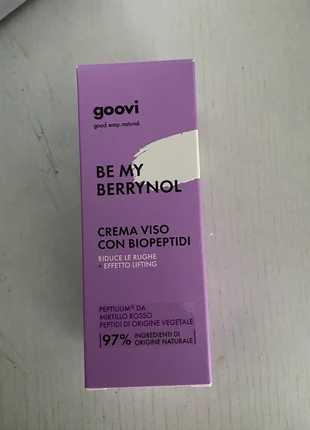 goovi
good. easy. natural.
BE MY
BERRYNOL
CREMA VISO
CON BIOPEPTIDI
RIDUCE LE RUGHE
+ EFFETTO LIFTING
PEPTILIUM® DA
MIRTILLO ROSSO
PEPTIDI DI ORIGINE VEGETALE
97% INGREDIENTI DI
ORIGINE NATURALE